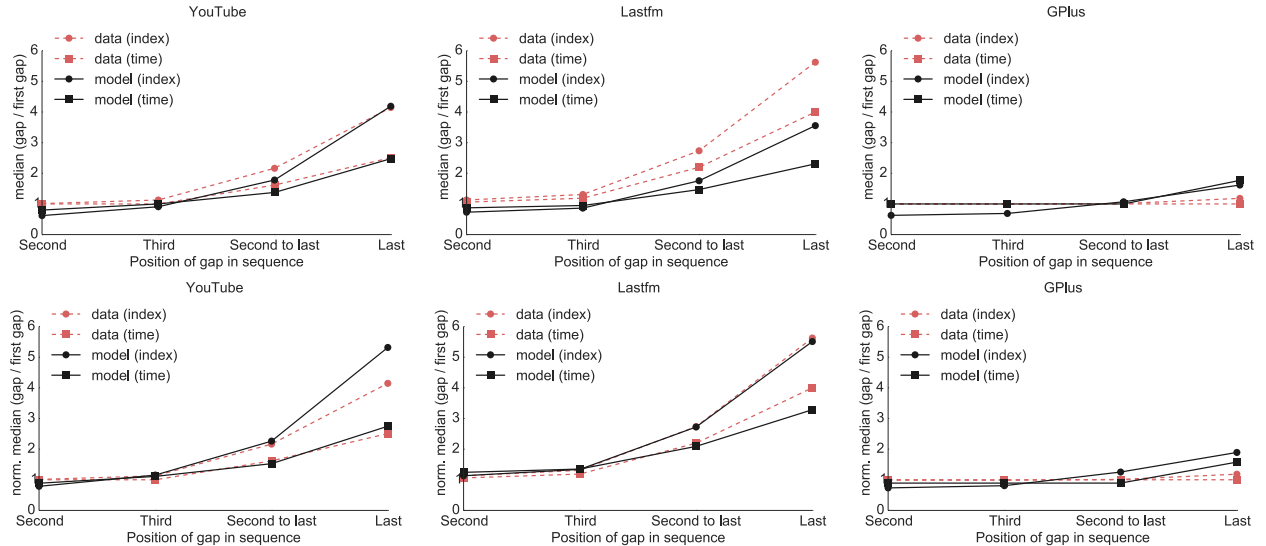 YouTube
data (index)
data (time)
model (index)
model (time)
median (gap / first gap)
6
5
4
3
2
1
0
Second Third Second to last Last
Position of gap in sequence
Lastfm
data (index)
data (time)
model (index)
model (time)
median (gap / first gap)
6
5
4
3
2
1
0
Second Third Second to last Last
Position of gap in sequence
GPlus
data (index)
data (time)
model (index)
model (time)
median (gap / first gap)
6
5
4
3
2
1
0
Second Third Second to last Last
Position of gap in sequence
YouTube
data (index)
data (time)
model (index)
model (time)
norm. median (gap / first gap)
6
5
4
3
2
1
0
Second Third Second to last Last
Position of gap in sequence
Lastfm
data (index)
data (time)
model (index)
model (time)
norm. median (gap / first gap)
6
5
4
3
2
1
0
Second Third Second to last Last
Position of gap in sequence
GPlus
data (index)
data (time)
model (index)
model (time)
norm. median (gap / first gap)
6
5
4
3
2
1
0
Second Third Second to last Last
Position of gap in sequence